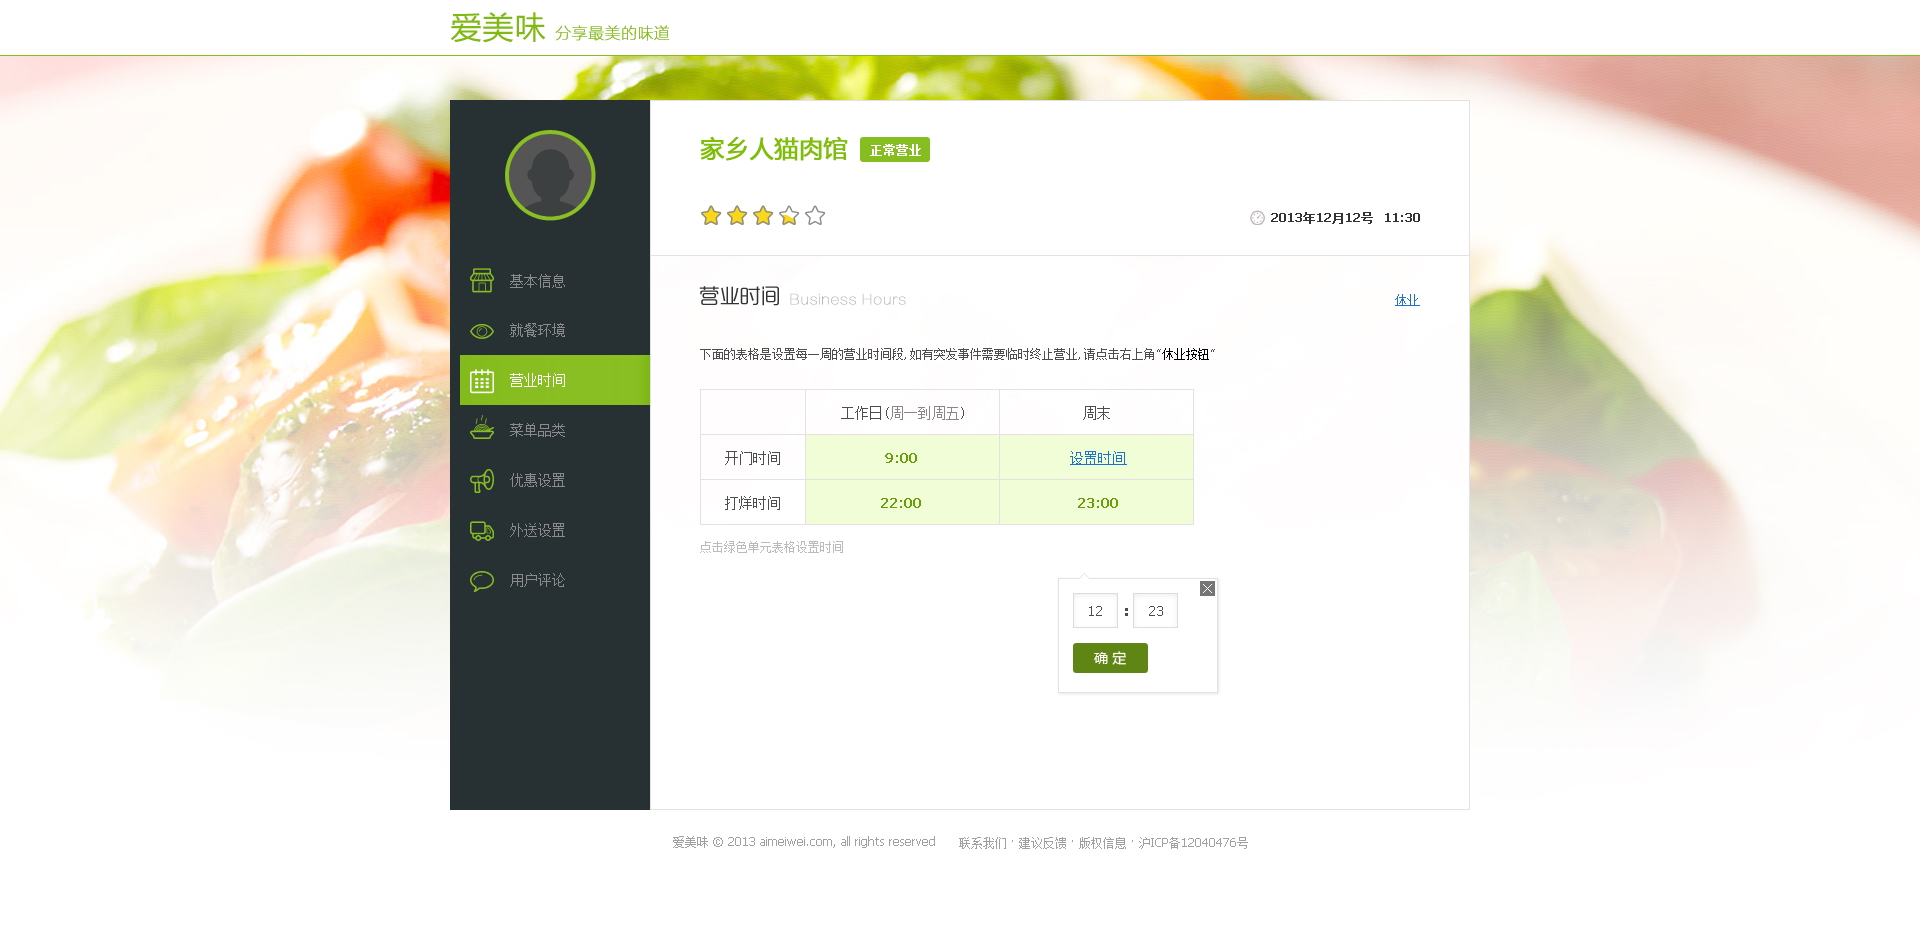 爱美味 分享最美的味道
家乡人猫肉馆 正常营业
2013年12月12号 11:30
基本信息
就餐环境
营业时间
菜单品类
优惠设置
外送设置
用户评论
营业时间 Business Hours 休业
下面的表格是设置每一周的营业时间段, 如有突发事件需要临时终止营业, 请点击右上角“休业按钮”
工作日(周一到周五) 周末
开门时间 9:00 设置时间
打烊时间 22:00 23:00
点击绿色单元表格设置时间
12 : 23
确 定
爱美味 © 2013 aimeiwei.com, all rights reserved 联系我们 · 建议反馈 · 版权信息 · 沪ICP备12040476号